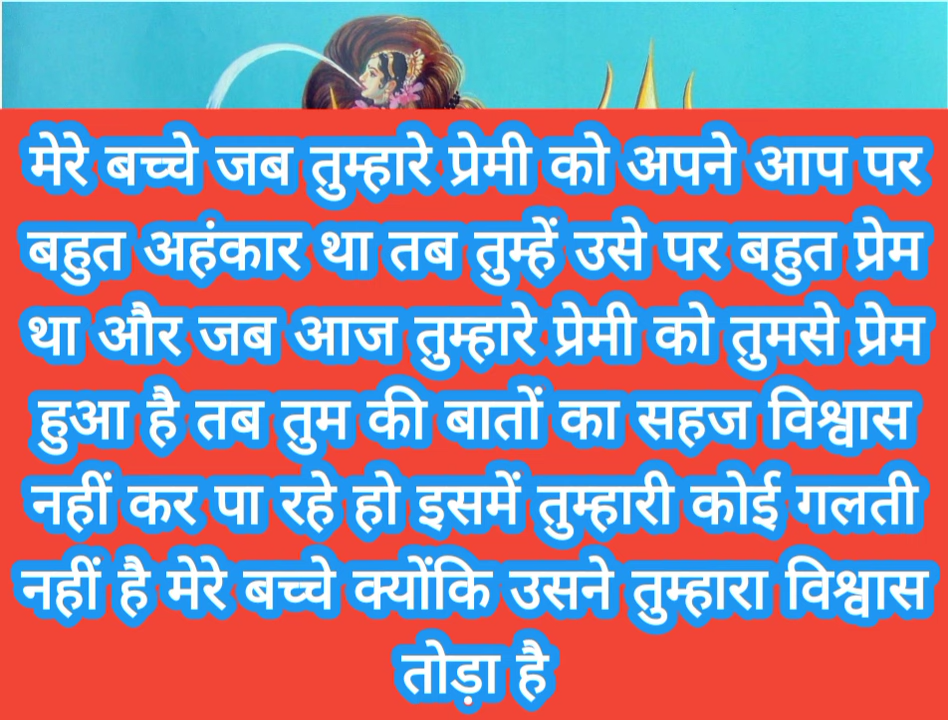 मेरे बच्चे जब तुम्हारे प्रेमी को अपने आप पर
बहुत अहंकार था तब तुम्हें उसे पर बहुत प्रेम
था और जब आज तुम्हारे प्रेमी को तुमसे प्रेम
हुआ है तब तुम की बातों का सहज विश्वास
नहीं कर पा रहे हो इसमें तुम्हारी कोई गलती
नहीं है मेरे बच्चे क्योंकि उसने तुम्हारा विश्वास
तोड़ा है